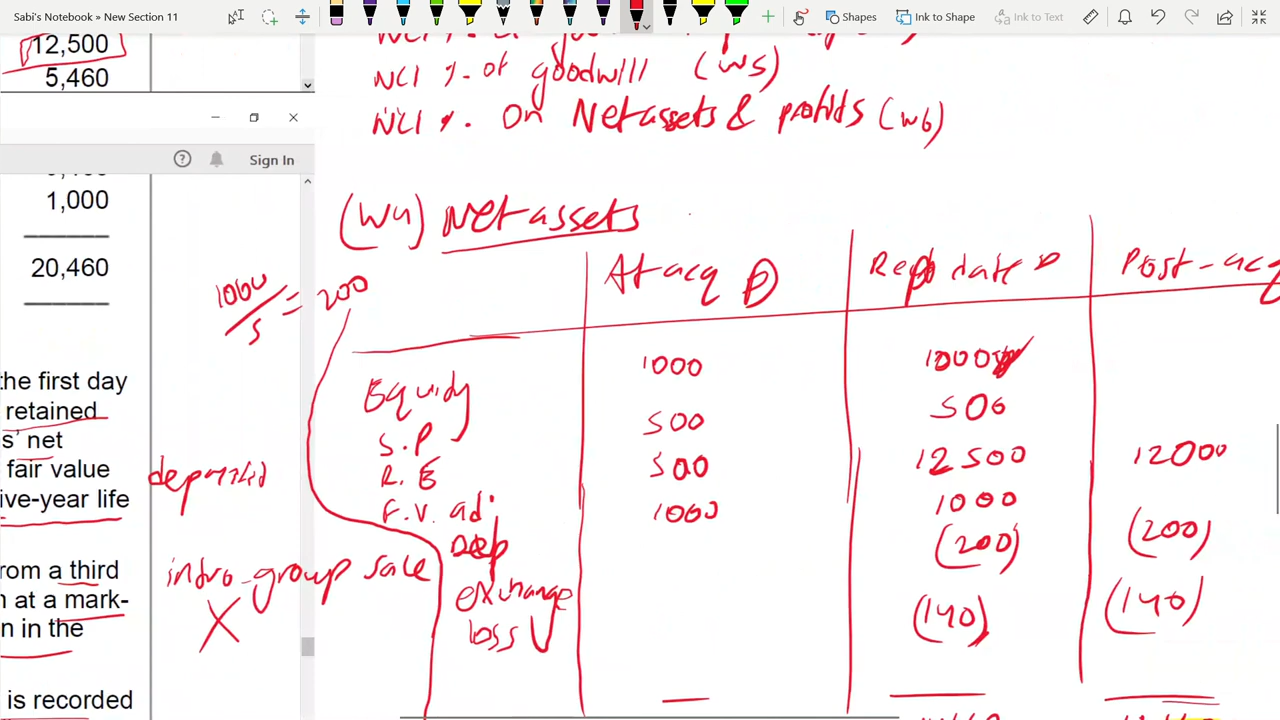 Sabi's Notebook » New Section 11
Shapes
Ink to Shape
Ink to Text
12,500
5,460
Sign In
1,000
20,460
the first day
retained
s' net
fair value
ive-year life
rom a third
n at a mark-
n in the
is recorded
NCI %. of goodwill (W5)
NCI %. on Net assets & profits (W6)
(W4) Net assets
1000/5 = 200
At acq D
Rep date D
Post-acq
Equity 1000 1000
S.P 500 500
R.E 500 12500 12000
F.V. adj 1000 1000
Dep (200) (200)
exchange
loss (140) (140)
intra-group sale
X